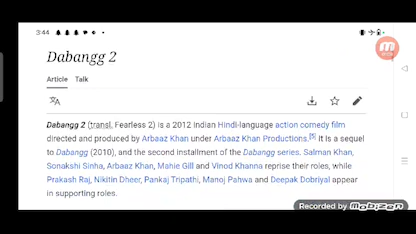 3:44
Dabangg 2
Article Talk
Dabangg 2 (transl. Fearless 2) is a 2012 Indian Hindi-language action comedy film
directed and produced by Arbaaz Khan under Arbaaz Khan Productions.[5] It is a sequel
to Dabangg (2010), and the second installment of the Dabangg series. Salman Khan,
Sonakshi Sinha, Arbaaz Khan, Mahie Gill and Vinod Khanna reprise their roles, while
Prakash Raj, Nikitin Dheer, Pankaj Tripathi, Manoj Pahwa and Deepak Dobriyal appear
in supporting roles.
Recorded by mobizen